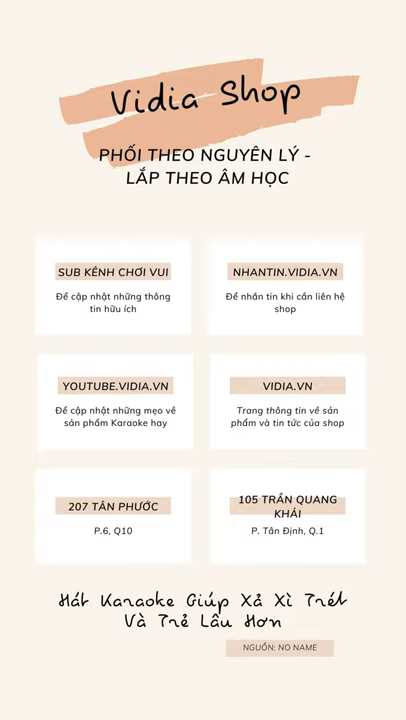 Vidia Shop
PHỐI THEO NGUYÊN LÝ -
LẮP THEO ÂM HỌC
SUB KÊNH CHƠI VUI
Để cập nhật những thông
tin hữu ích
NHANTIN.VIDIA.VN
Để nhắn tin khi cần liên hệ
shop
YOUTUBE.VIDIA.VN
Để cập nhật những mẹo về
sản phẩm Karaoke hay
VIDIA.VN
Trang thông tin về sản
phẩm và tin tức của shop
207 TÂN PHƯỚC
P.6, Q10
105 TRẦN QUANG
KHẢI
P. Tân Định, Q.1
Hát Karaoke Giúp Xả Xì Trét
Và Trẻ Lâu Hơn
NGUỒN: NO NAME